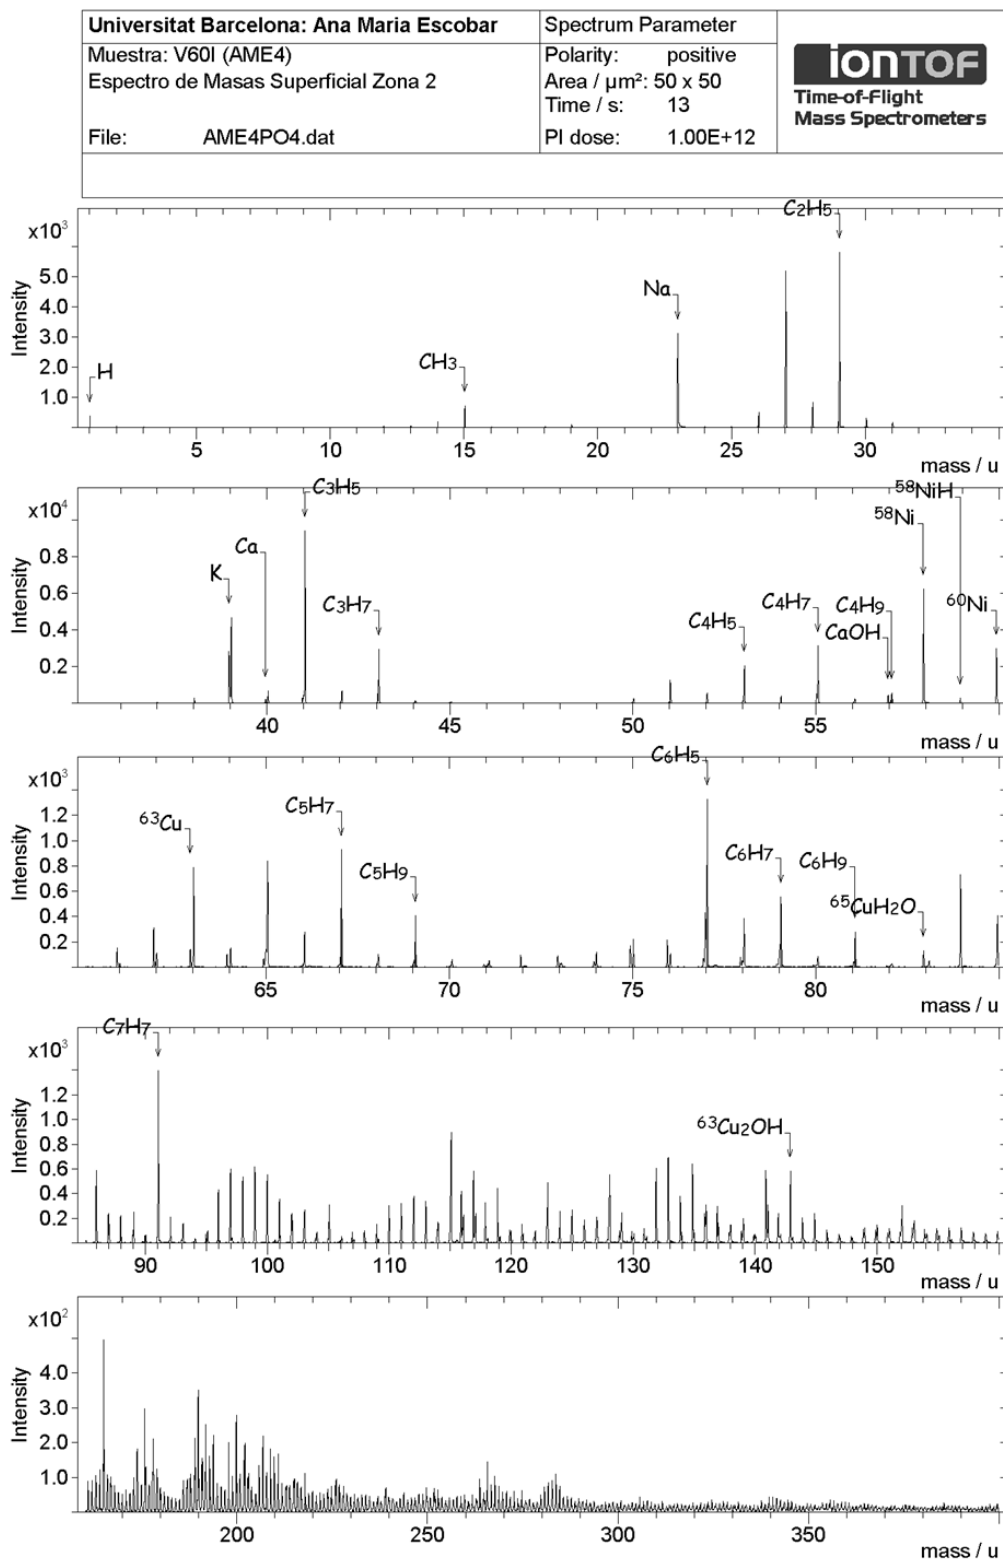 Universitat Barcelona: Ana Maria Escobar
Muestra: V60I (AME4)
Espectro de Masas Superficial Zona 2
File: AME4PO4.dat
Spectrum Parameter
Polarity: positive
Area / µm²: 50 x 50
Time / s: 13
PI dose: 1.00E+12
ionTOF
Time-of-Flight
Mass Spectrometers
x10³
Intensity
5.0
4.0
3.0
2.0
1.0
H
CH3
Na
C2H5
5 10 15 20 25 30
mass / u
x10⁴
Intensity
0.8
0.6
0.4
0.2
K
Ca
C3H5
C3H7
C4H5
C4H7
C4H9
CaOH
⁵⁸Ni
⁵⁸NiH
⁶⁰Ni
40 45 50 55
mass / u
x10³
Intensity
1.2
1.0
0.8
0.6
0.4
0.2
⁶³Cu
C5H7
C5H9
C6H5
C6H7
C6H9
⁶⁵CuH2O
65 70 75 80
mass / u
x10³
Intensity
1.2
1.0
0.8
0.6
0.4
0.2
C7H7
⁶³Cu2OH
90 100 110 120 130 140 150
mass / u
x10²
Intensity
4.0
3.0
2.0
1.0
200 250 300 350
mass / u